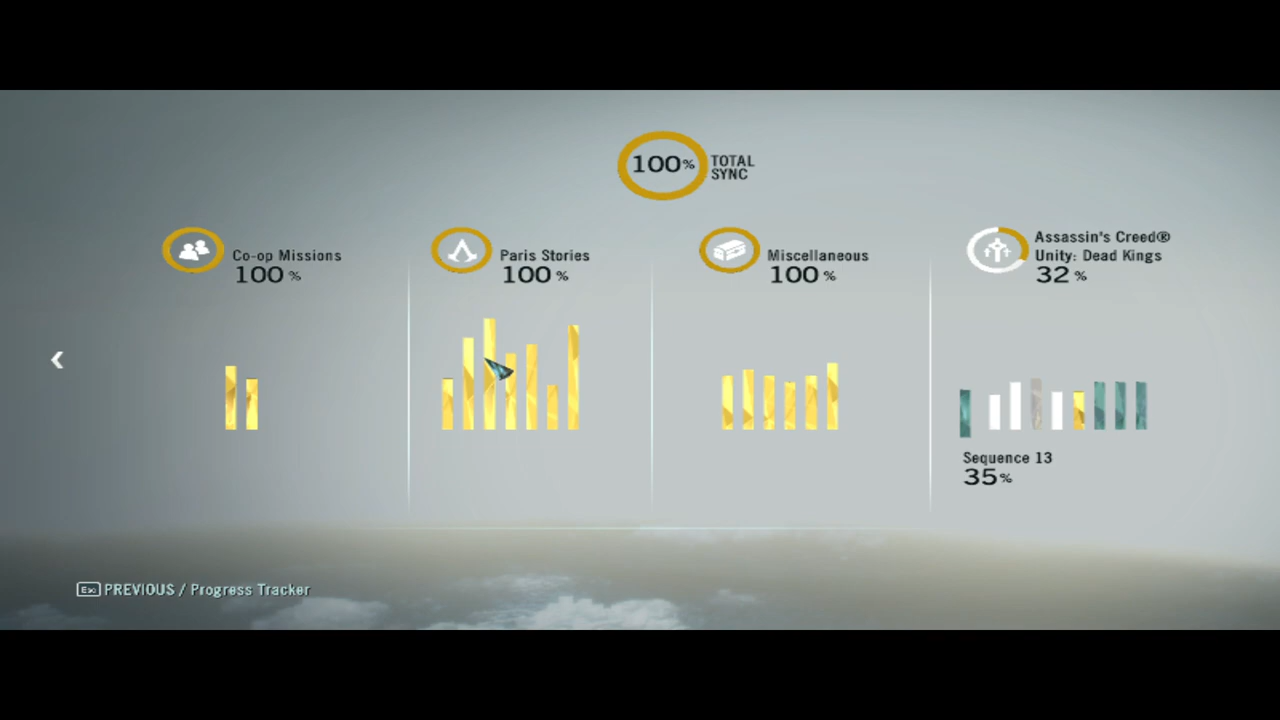 100%
TOTAL
SYNC
Co-op Missions
100 %
Paris Stories
100 %
Miscellaneous
100 %
Assassin's Creed®
Unity: Dead Kings
32 %
Sequence 13
35%
Esc PREVIOUS / Progress Tracker